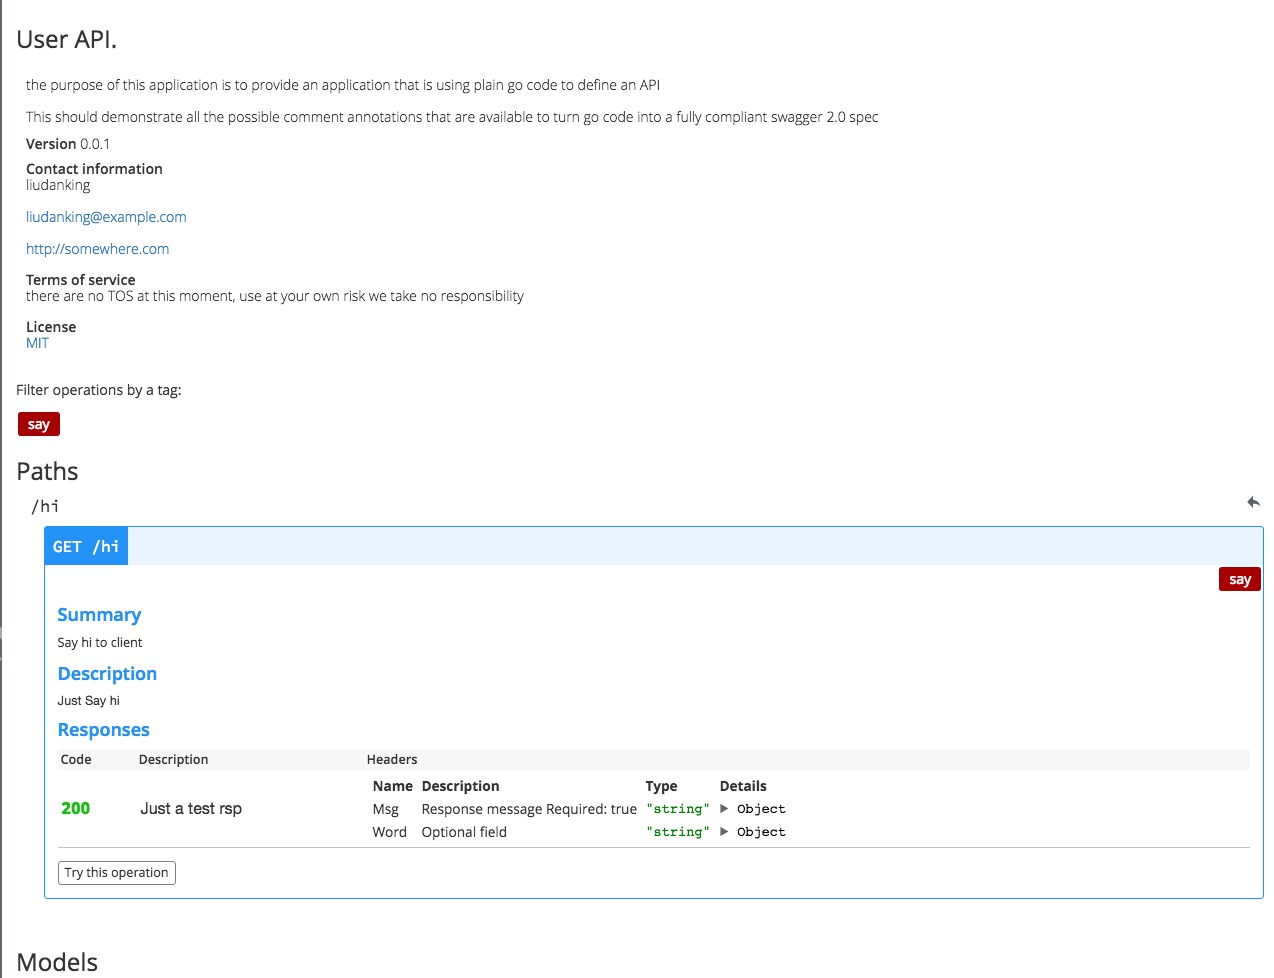 User API.
the purpose of this application is to provide an application that is using plain go code to define an API
This should demonstrate all the possible comment annotations that are available to turn go code into a fully compliant swagger 2.0 spec
Version 0.0.1
Contact information
liudanking
liudanking@example.com
http://somewhere.com
Terms of service
there are no TOS at this moment, use at your own risk we take no responsibility
License
MIT
Filter operations by a tag:
say
Paths
/hi
GET /hi
say
Summary
Say hi to client
Description
Just Say hi
Responses
Code Description Headers
Name Description Type Details
Msg Response message Required: true "string" ▶ Object
200 Just a test rsp
Word Optional field "string" ▶ Object
Try this operation
Models